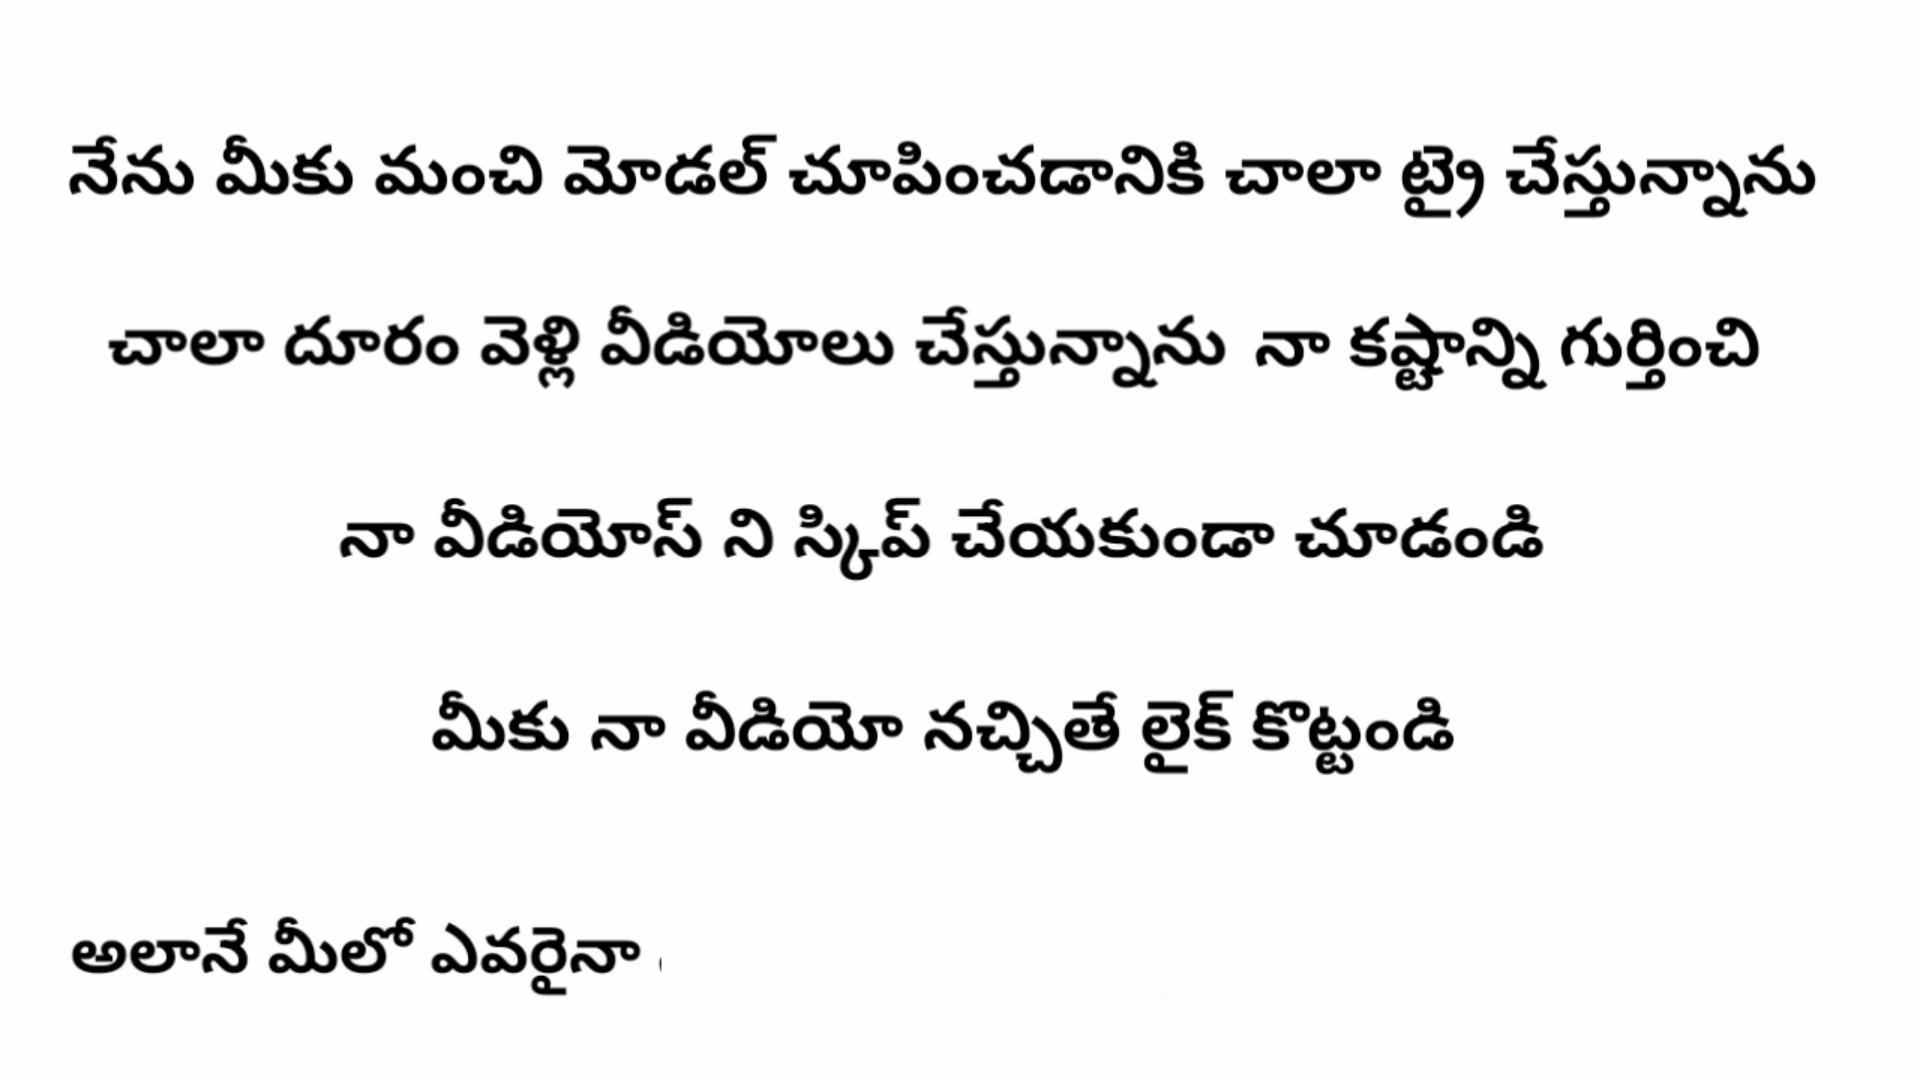 నేను మీకు మంచి మోడల్ చూపించడానికి చాలా ట్రై చేస్తున్నాను
చాలా దూరం వెళ్లి వీడియోలు చేస్తున్నాను నా కష్టాన్ని గుర్తించి
నా వీడియోస్ ని స్కిప్ చేయకుండా చూడండి
మీకు నా వీడియో నచ్చితే లైక్ కొట్టండి
అలానే మీలో ఎవరైనా